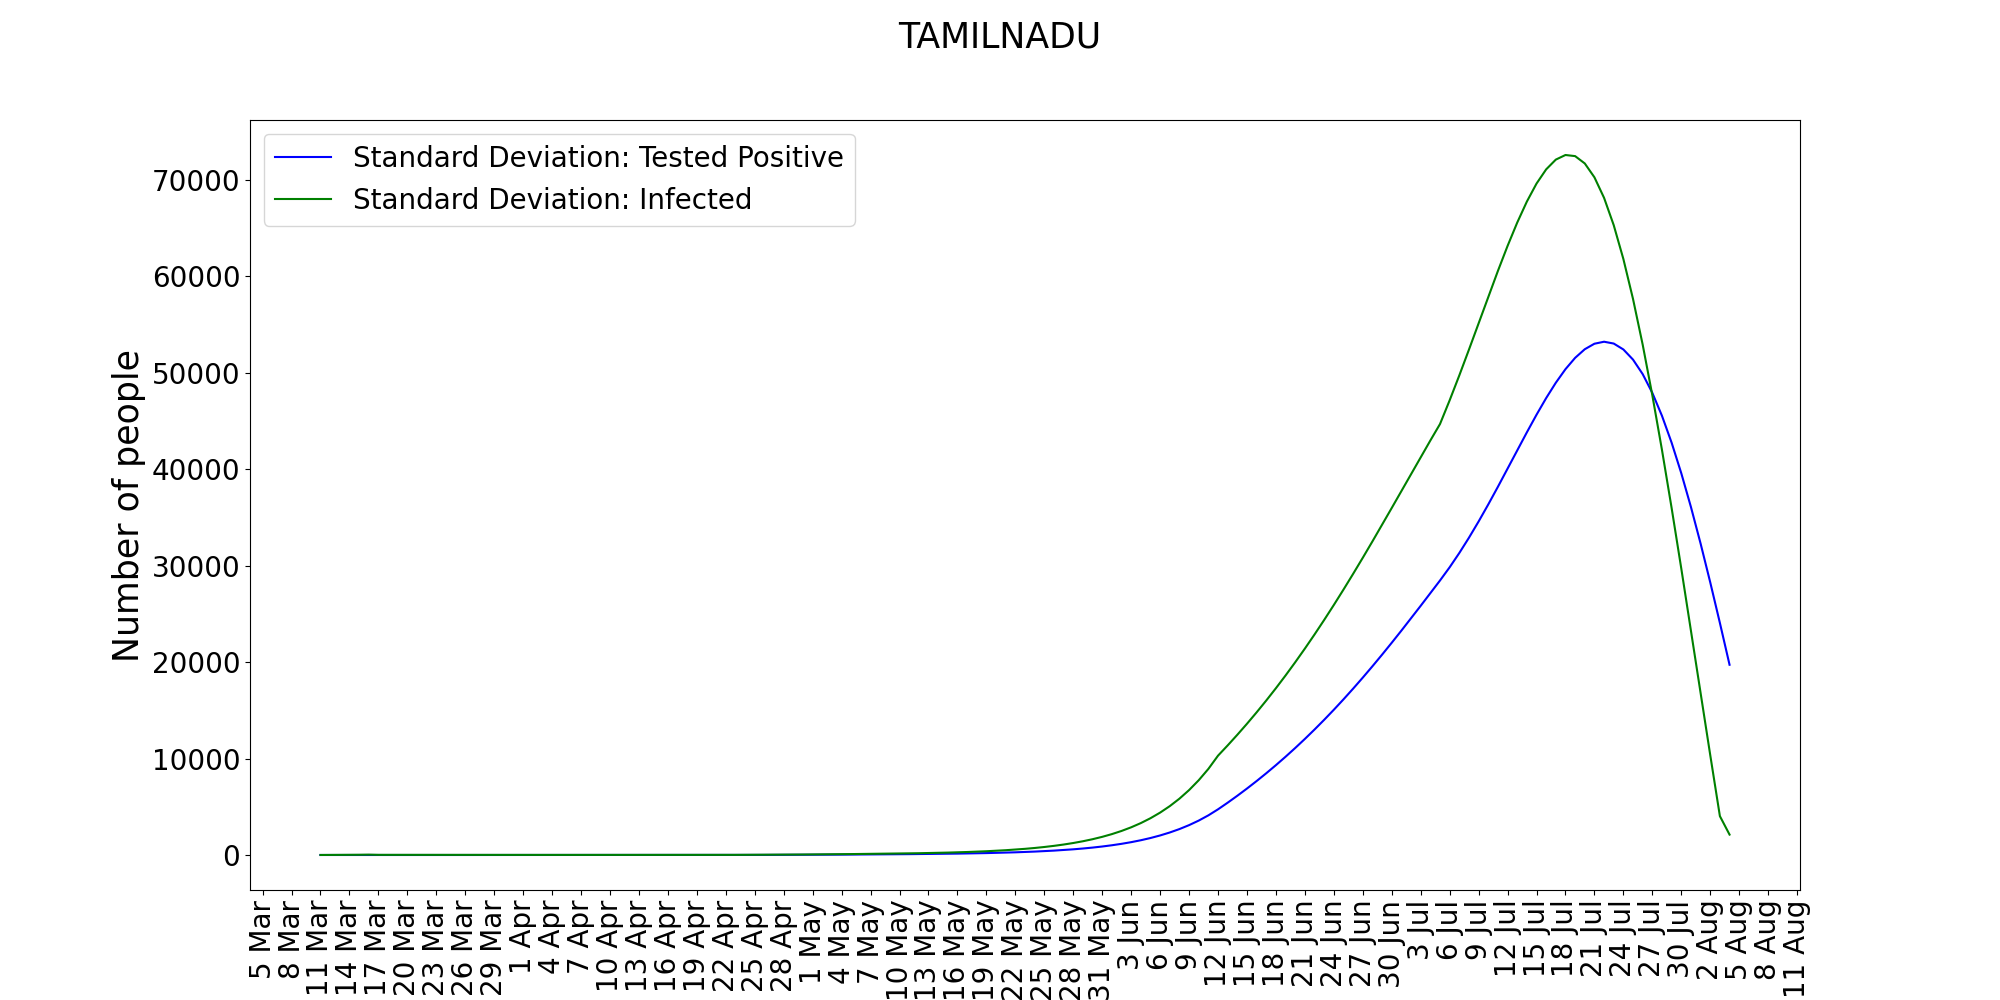 TAMILNADU
Standard Deviation: Tested Positive
Standard Deviation: Infected
Number of people
70000
60000
50000
40000
30000
20000
10000
0
5 Mar
8 Mar
11 Mar
14 Mar
17 Mar
20 Mar
23 Mar
26 Mar
29 Mar
1 Apr
4 Apr
7 Apr
10 Apr
13 Apr
16 Apr
19 Apr
22 Apr
25 Apr
28 Apr
1 May
4 May
7 May
10 May
13 May
16 May
19 May
22 May
25 May
28 May
31 May
3 Jun
6 Jun
9 Jun
12 Jun
15 Jun
18 Jun
21 Jun
24 Jun
27 Jun
30 Jun
3 Jul
6 Jul
9 Jul
12 Jul
15 Jul
18 Jul
21 Jul
24 Jul
27 Jul
30 Jul
2 Aug
5 Aug
8 Aug
11 Aug